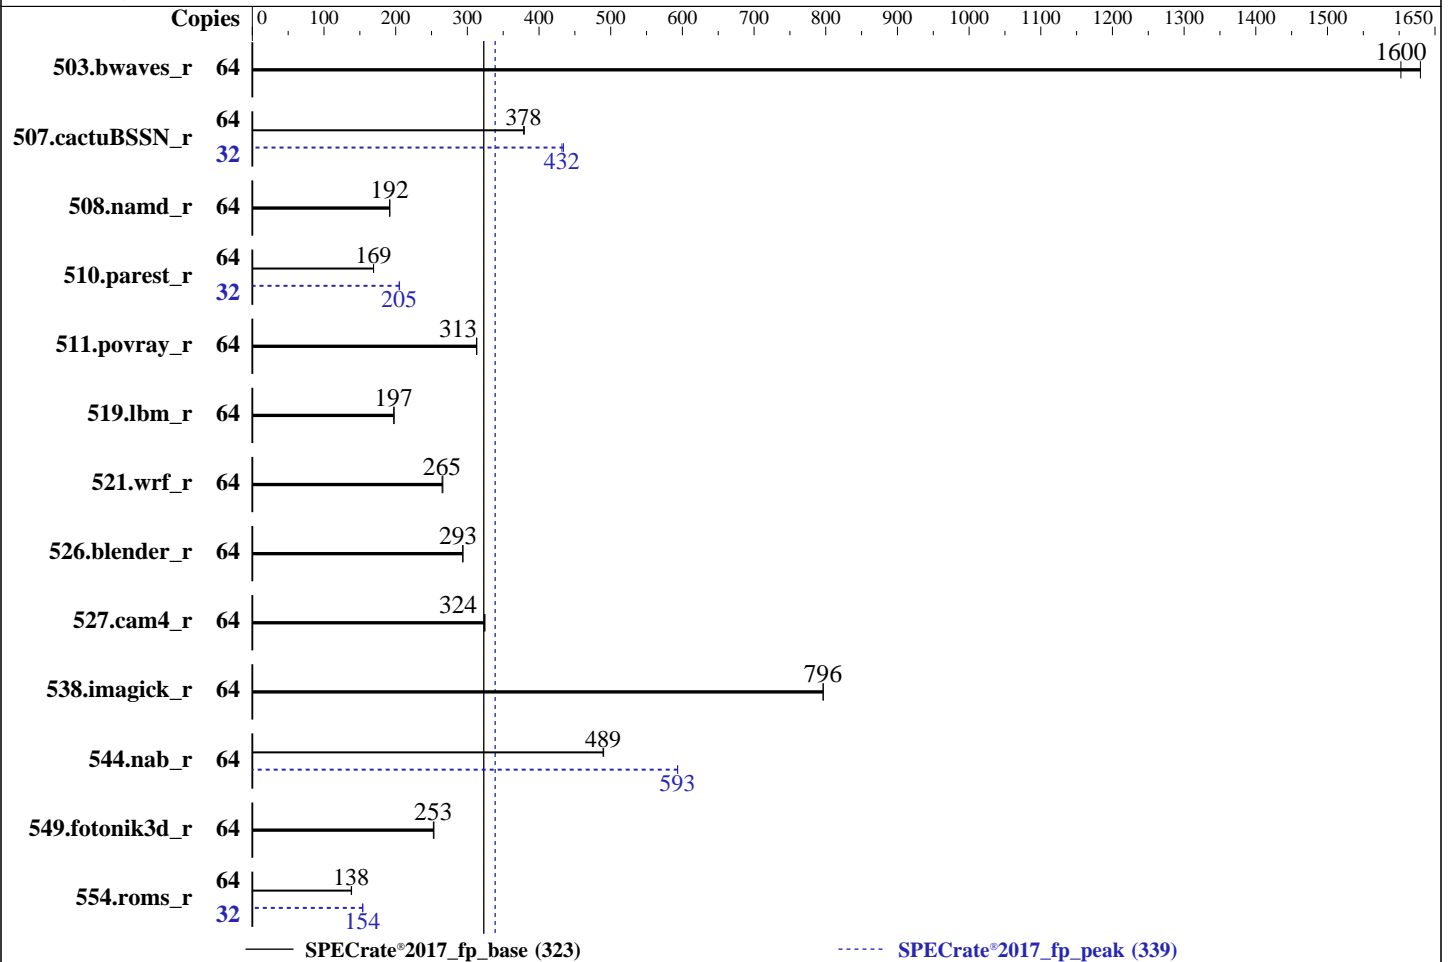 Copies 0 100 200 300 400 500 600 700 800 900 1000 1100 1200 1300 1400 1500 1650
503.bwaves_r 64 1600
507.cactuBSSN_r 64 378
32 432
508.namd_r 64 192
510.parest_r 64 169
32 205
511.povray_r 64 313
519.lbm_r 64 197
521.wrf_r 64 265
526.blender_r 64 293
527.cam4_r 64 324
538.imagick_r 64 796
544.nab_r 64 489
593
549.fotonik3d_r 64 253
554.roms_r 64 138
32 154
SPECrate®2017_fp_base (323) SPECrate®2017_fp_peak (339)